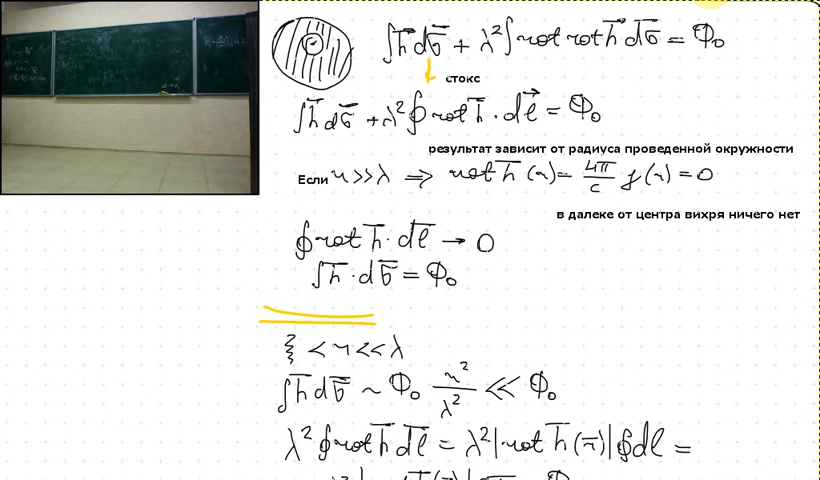 ∫h⃗ dσ̅ + λ² ∫rot rot h⃗ dσ̅ = Φ₀
стокс
∫h⃗ dσ̅ + λ² ∮rot h̅ · dl⃗ = Φ₀
результат зависит от радиуса проведенной окружности
Если r >> λ ⇒ rot h̅ (r) = 4π/c j(r) = 0
в далеке от центра вихря ничего нет
∮rot h̅ · dl̅ → 0
∫h̅ · dσ̅ = Φ₀
ξ < r << λ
∫h̅ dσ̅ ~ Φ₀ r²/λ² << Φ₀
λ² ∮rot h̅ dl̅ = λ² |rot h̅(r̅)| ∮dl =